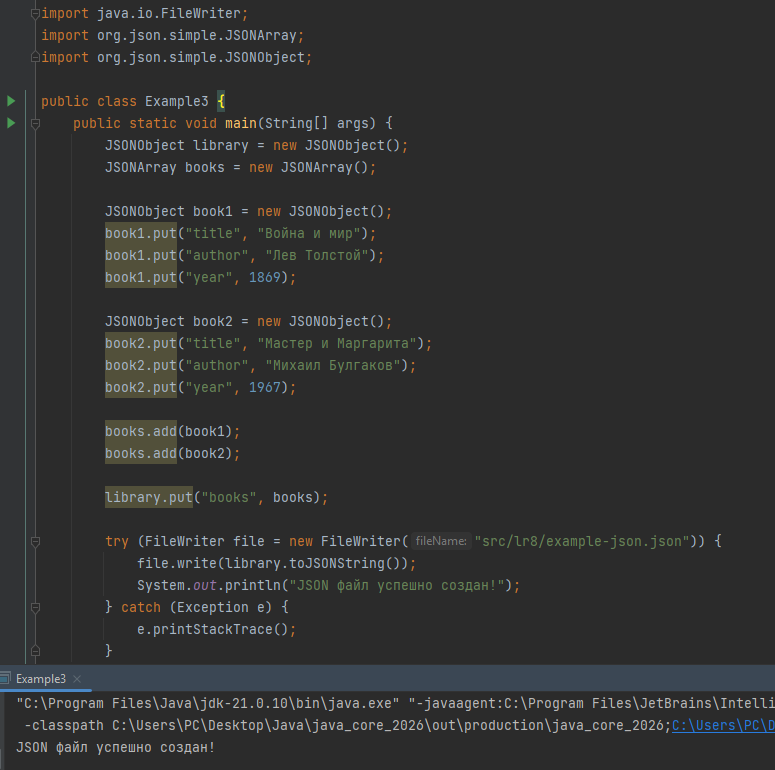 import java.io.FileWriter;
import org.json.simple.JSONArray;
import org.json.simple.JSONObject;
public class Example3 {
public static void main(String[] args) {
JSONObject library = new JSONObject();
JSONArray books = new JSONArray();
JSONObject book1 = new JSONObject();
book1.put("title", "Война и мир");
book1.put("author", "Лев Толстой");
book1.put("year", 1869);
JSONObject book2 = new JSONObject();
book2.put("title", "Мастер и Маргарита");
book2.put("author", "Михаил Булгаков");
book2.put("year", 1967);
books.add(book1);
books.add(book2);
library.put("books", books);
try (FileWriter file = new FileWriter( fileName: "src/lr8/example-json.json")) {
file.write(library.toJSONString());
System.out.println("JSON файл успешно создан!");
} catch (Exception e) {
e.printStackTrace();
}
Example3
"C:\Program Files\Java\jdk-21.0.10\bin\java.exe" "-javaagent:C:\Program Files\JetBrains\Intelli
-classpath C:\Users\PC\Desktop\Java\java_core_2026\out\production\java_core_2026;C:\Users\PC\D
JSON файл успешно создан!